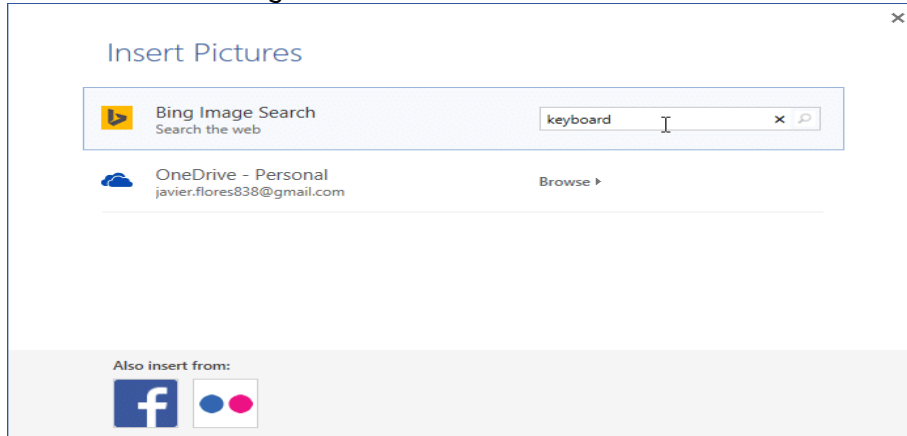 Insert Pictures
Bing Image Search
Search the web
keyboard
OneDrive - Personal
javier.flores838@gmail.com
Browse
Also insert from:
f